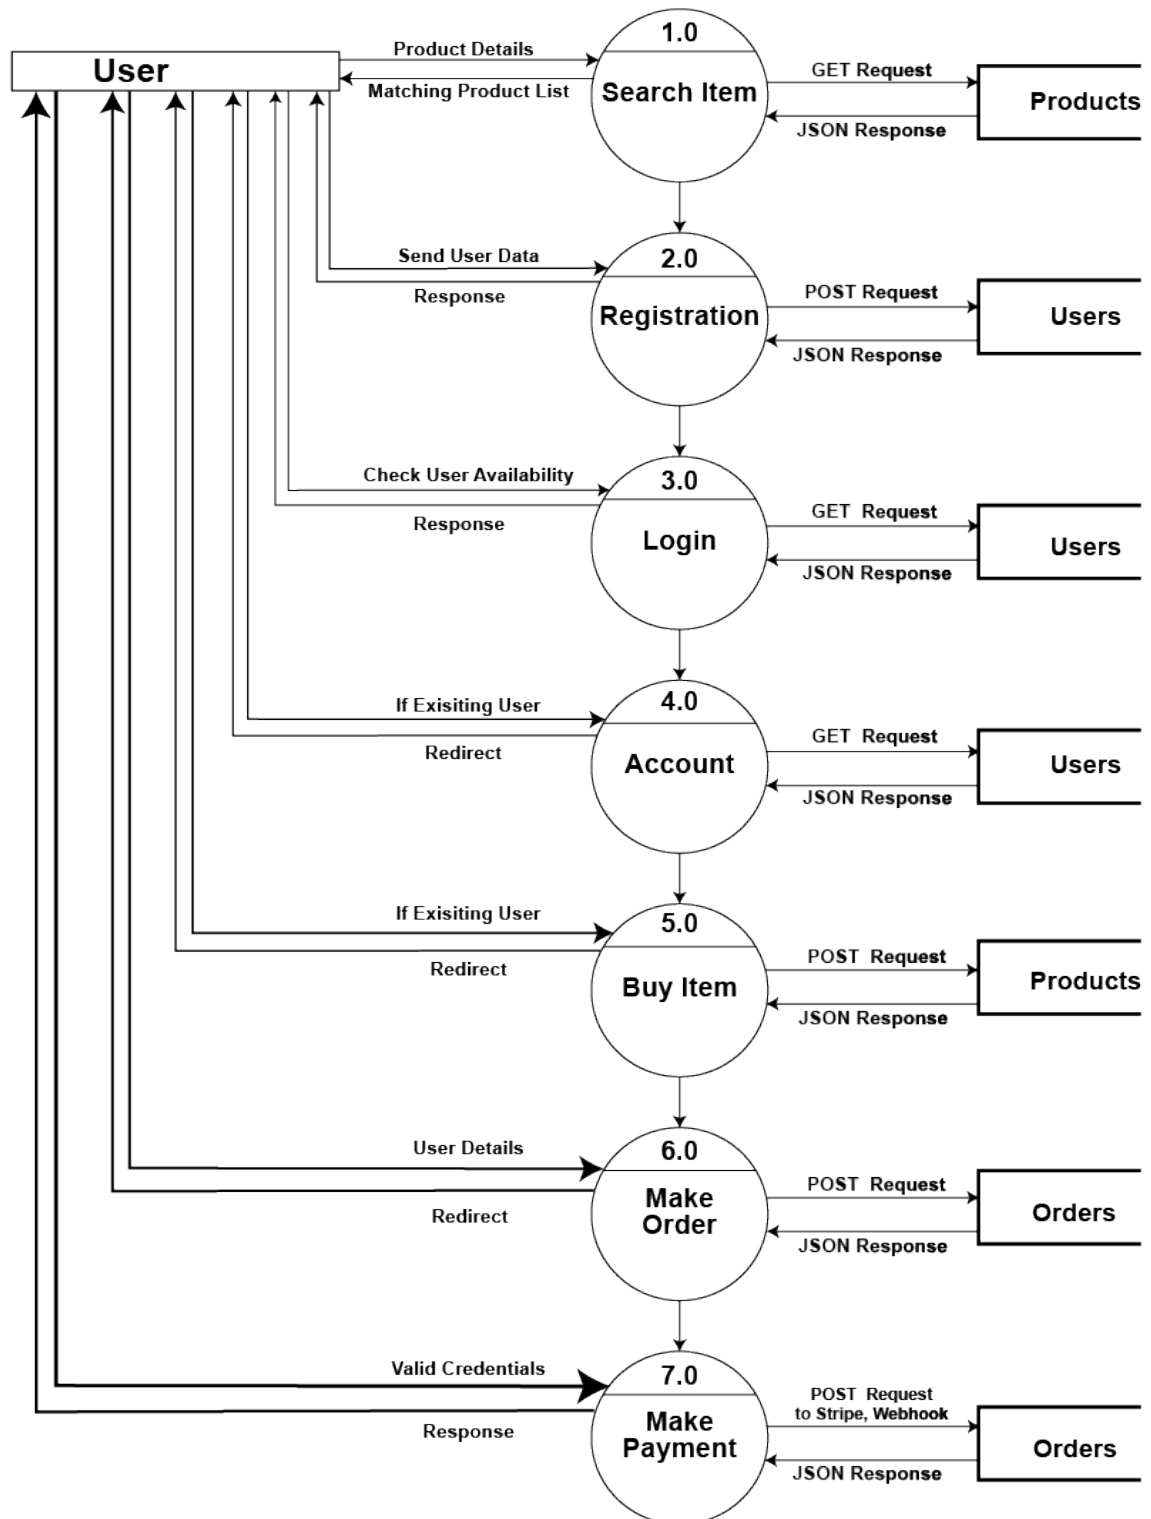 User
Product Details
Matching Product List
1.0
Search Item
GET Request
JSON Response
Products
Send User Data
Response
2.0
Registration
POST Request
JSON Response
Users
Check User Availability
Response
3.0
Login
GET Request
JSON Response
Users
If Exisiting User
Redirect
4.0
Account
GET Request
JSON Response
Users
If Exisiting User
Redirect
5.0
Buy Item
POST Request
JSON Response
Products
User Details
Redirect
6.0
Make
Order
POST Request
JSON Response
Orders
Valid Credentials
Response
7.0
Make
Payment
POST Request
to Stripe, Webhook
JSON Response
Orders